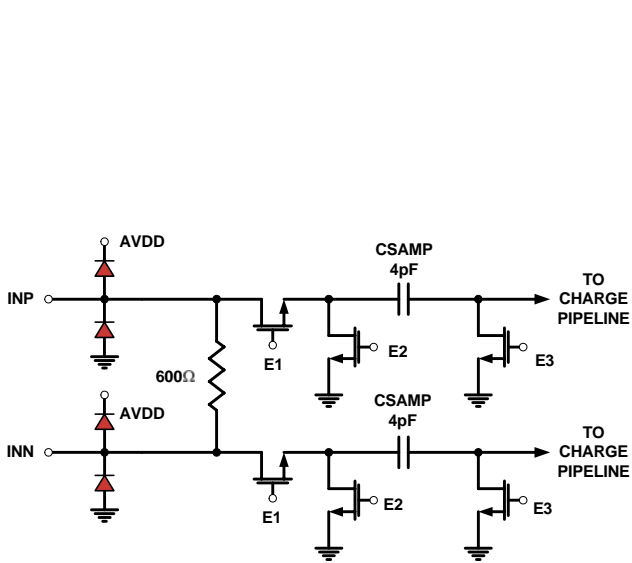 AVDD
CSAMP
4pF
INP
TO
CHARGE
PIPELINE
E1
E2
E3
600Ω
AVDD
CSAMP
4pF
INN
TO
CHARGE
PIPELINE
E1
E2
E3